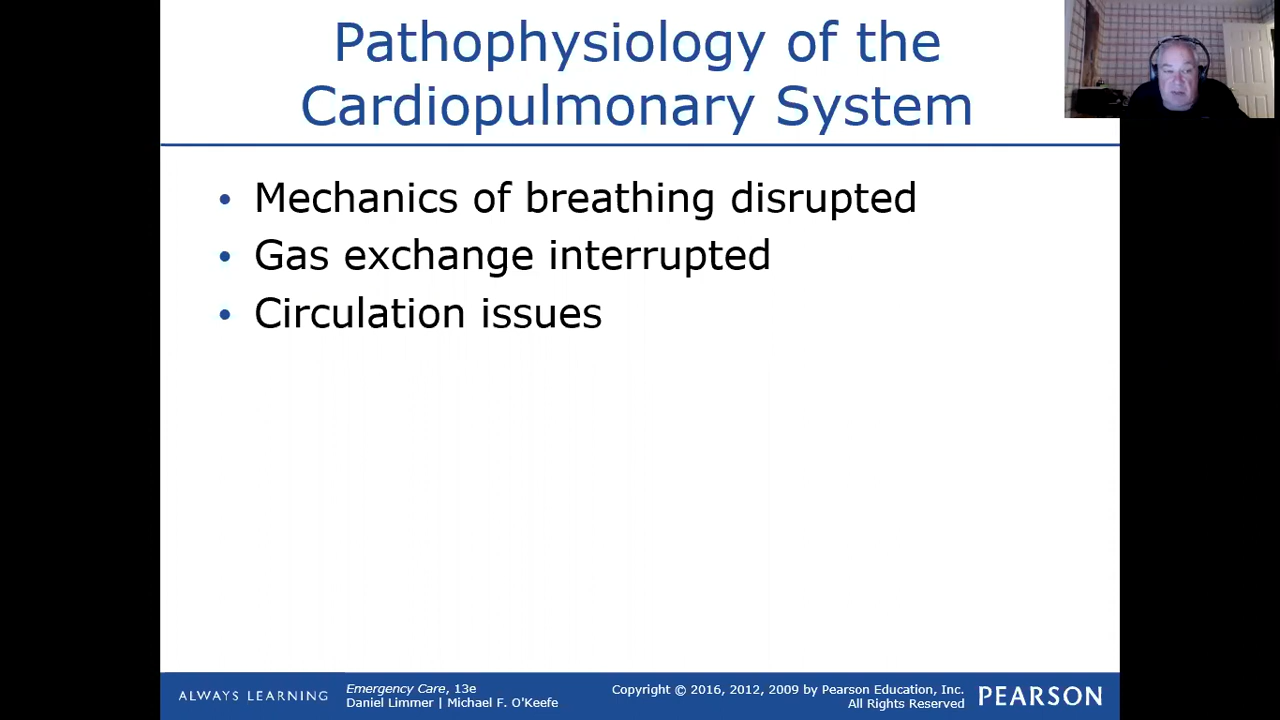 Pathophysiology of the
Cardiopulmonary System
• Mechanics of breathing disrupted
• Gas exchange interrupted
• Circulation issues
ALWAYS LEARNING
Emergency Care, 13e
Daniel Limmer | Michael F. O'Keefe
Copyright © 2016, 2012, 2009 by Pearson Education, Inc.
All Rights Reserved
PEARSON